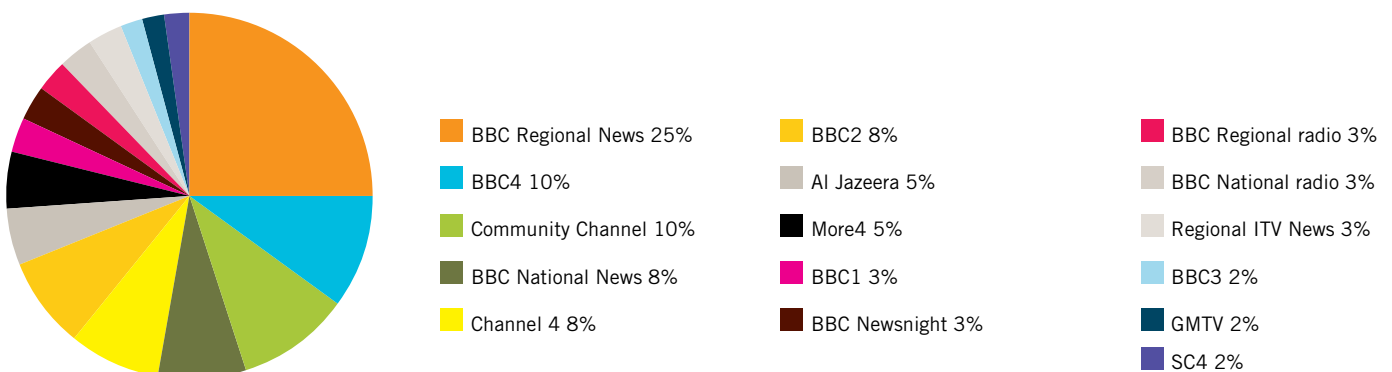 BBC Regional News 25%
BBC4 10%
Community Channel 10%
BBC National News 8%
Channel 4 8%
BBC2 8%
Al Jazeera 5%
More4 5%
BBC1 3%
BBC Newsnight 3%
BBC Regional radio 3%
BBC National radio 3%
Regional ITV News 3%
BBC3 2%
GMTV 2%
SC4 2%